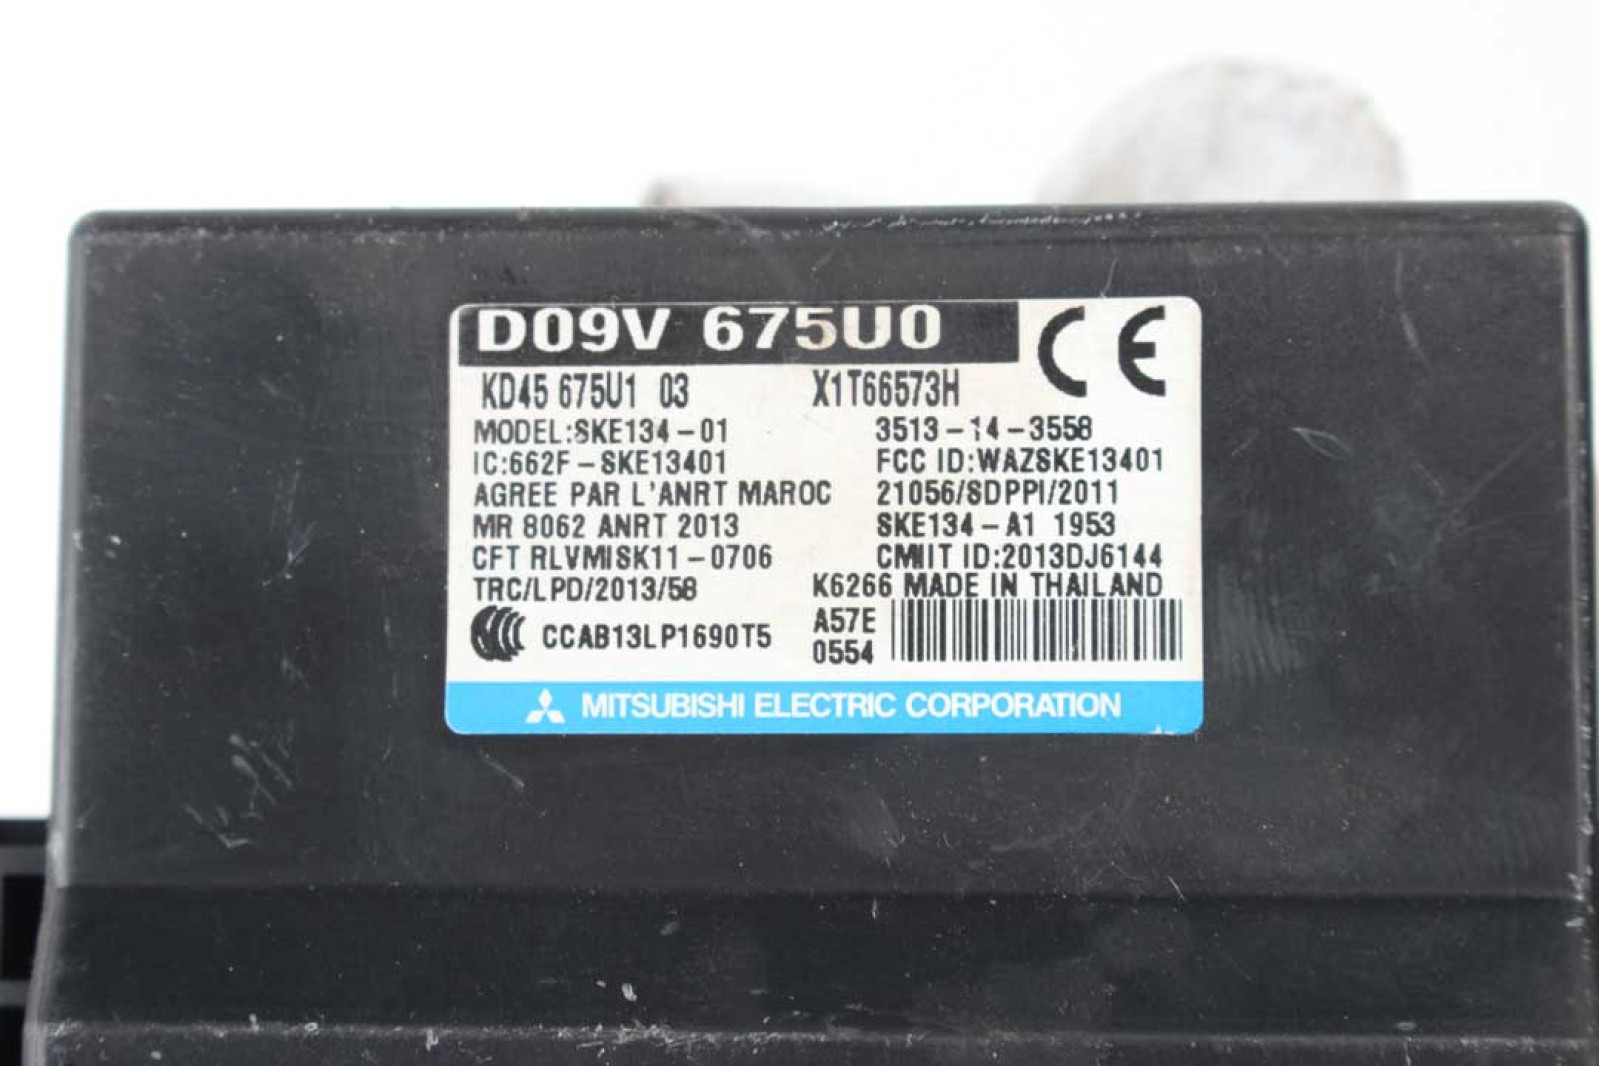 D09V 675U0
CE
KD45 675U1 03 X1T66573H
MODEL:SKE134-01 3513-14-3558
IC:662F-SKE13401 FCC ID:WAZSKE13401
AGREE PAR L'ANRT MAROC 21056/SDPPI/2011
MR 8062 ANRT 2013 SKE134-A1 1953
CFT RLVMISK11-0706 CMIIT ID:2013DJ6144
TRC/LPD/2013/58 K6266 MADE IN THAILAND
CCC CCAB13LP1690T5 A57E
0554
MITSUBISHI ELECTRIC CORPORATION